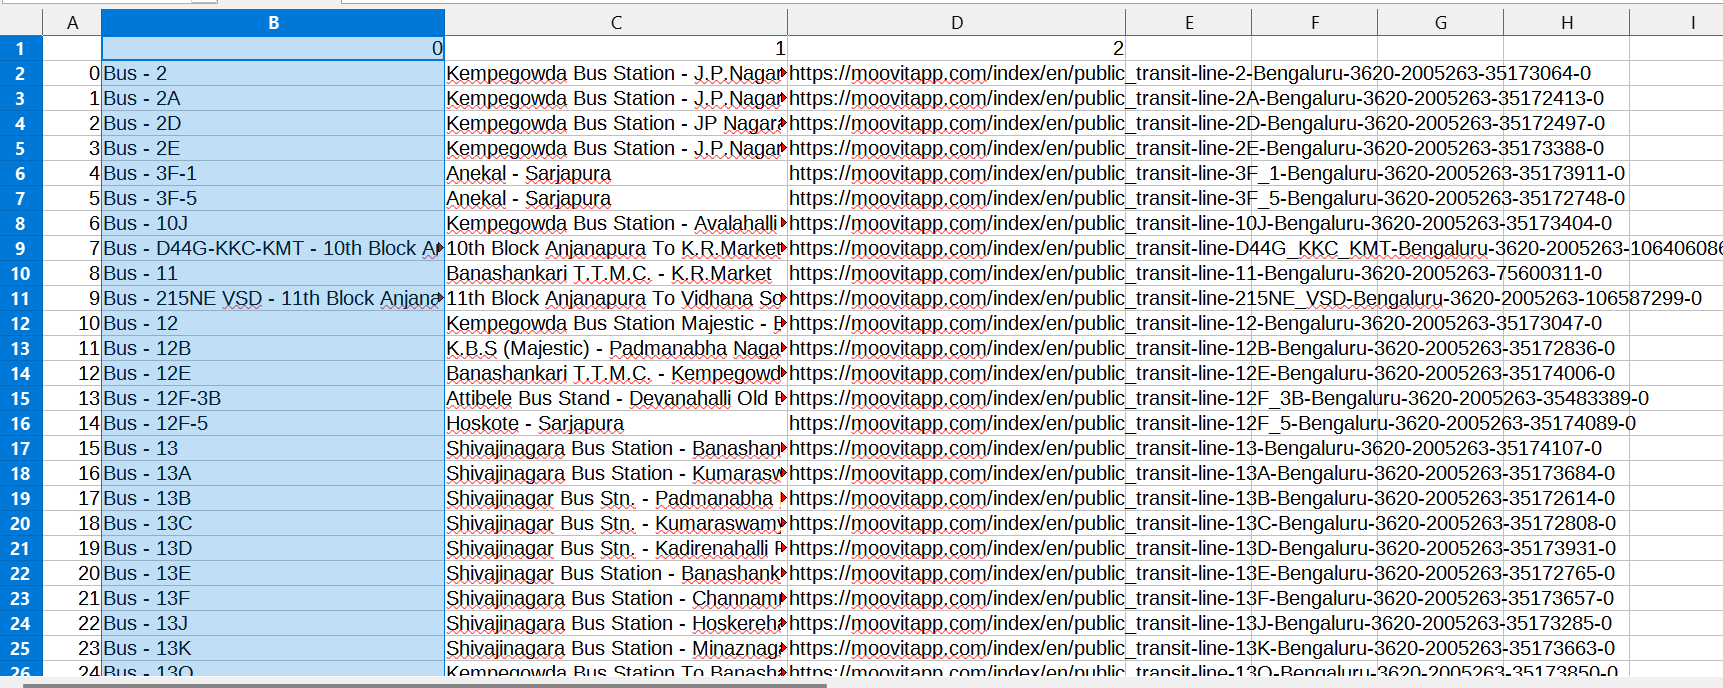 A B C D E F G H I
1 0 1 2
2 0 Bus - 2 Kempegowda Bus Station - J.P.Nagar https://moovitapp.com/index/en/public_transit-line-2-Bengaluru-3620-2005263-35173064-0
3 1 Bus - 2A Kempegowda Bus Station - J.P.Nagar https://moovitapp.com/index/en/public_transit-line-2A-Bengaluru-3620-2005263-35172413-0
4 2 Bus - 2D Kempegowda Bus Station - JP Nagar https://moovitapp.com/index/en/public_transit-line-2D-Bengaluru-3620-2005263-35172497-0
5 3 Bus - 2E Kempegowda Bus Station - J.P.Nagar https://moovitapp.com/index/en/public_transit-line-2E-Bengaluru-3620-2005263-35173388-0
6 4 Bus - 3F-1 Anekal - Sarjapura https://moovitapp.com/index/en/public_transit-line-3F_1-Bengaluru-3620-2005263-35173911-0
7 5 Bus - 3F-5 Anekal - Sarjapura https://moovitapp.com/index/en/public_transit-line-3F_5-Bengaluru-3620-2005263-35172748-0
8 6 Bus - 10J Kempegowda Bus Station - Avalahalli https://moovitapp.com/index/en/public_transit-line-10J-Bengaluru-3620-2005263-35173404-0
9 7 Bus - D44G-KKC-KMT - 10th Block 10th Block Anjanapura To K.R.Market https://moovitapp.com/index/en/public_transit-line-D44G_KKC_KMT-Bengaluru-3620-2005263-10640608
10 8 Bus - 11 Banashankari T.T.M.C. - K.R.Market https://moovitapp.com/index/en/public_transit-line-11-Bengaluru-3620-2005263-75600311-0
11 9 Bus - 215NE VSD - 11th Block Anjana 11th Block Anjanapura To Vidhana So https://moovitapp.com/index/en/public_transit-line-215NE_VSD-Bengaluru-3620-2005263-106587299-0
12 10 Bus - 12 Kempegowda Bus Station Majestic - https://moovitapp.com/index/en/public_transit-line-12-Bengaluru-3620-2005263-35173047-0
13 11 Bus - 12B K.B.S (Majestic) - Padmanabha Naga https://moovitapp.com/index/en/public_transit-line-12B-Bengaluru-3620-2005263-35172836-0
14 12 Bus - 12E Banashankari T.T.M.C. - Kempegowd https://moovitapp.com/index/en/public_transit-line-12E-Bengaluru-3620-2005263-35174006-0
15 13 Bus - 12F-3B Attibele Bus Stand - Devanahalli Old https://moovitapp.com/index/en/public_transit-line-12F_3B-Bengaluru-3620-2005263-35483389-0
16 14 Bus - 12F-5 Hoskote - Sarjapura https://moovitapp.com/index/en/public_transit-line-12F_5-Bengaluru-3620-2005263-35174089-0
17 15 Bus - 13 Shivajinagara Bus Station - Banashan https://moovitapp.com/index/en/public_transit-line-13-Bengaluru-3620-2005263-35174107-0
18 16 Bus - 13A Shivajinagara Bus Station - Kumarasw https://moovitapp.com/index/en/public_transit-line-13A-Bengaluru-3620-2005263-35173684-0
19 17 Bus - 13B Shivajinagar Bus Stn. - Padmanabha https://moovitapp.com/index/en/public_transit-line-13B-Bengaluru-3620-2005263-35172614-0
20 18 Bus - 13C Shivajinagar Bus Stn. - Kumaraswamy https://moovitapp.com/index/en/public_transit-line-13C-Bengaluru-3620-2005263-35172808-0
21 19 Bus - 13D Shivajinagar Bus Stn. - Kadirenahalli https://moovitapp.com/index/en/public_transit-line-13D-Bengaluru-3620-2005263-35173931-0
22 20 Bus - 13E Shivajinagar Bus Station - Banashank https://moovitapp.com/index/en/public_transit-line-13E-Bengaluru-3620-2005263-35172765-0
23 21 Bus - 13F Shivajinagara Bus Station - Channam https://moovitapp.com/index/en/public_transit-line-13F-Bengaluru-3620-2005263-35173657-0
24 22 Bus - 13J Shivajinagara Bus Station - Hoskereh https://moovitapp.com/index/en/public_transit-line-13J-Bengaluru-3620-2005263-35173285-0
25 23 Bus - 13K Shivajinagara Bus Station - Minaznag https://moovitapp.com/index/en/public_transit-line-13K-Bengaluru-3620-2005263-35173663-0
26 24 Bus - Kempegowda Bus Station To Banash